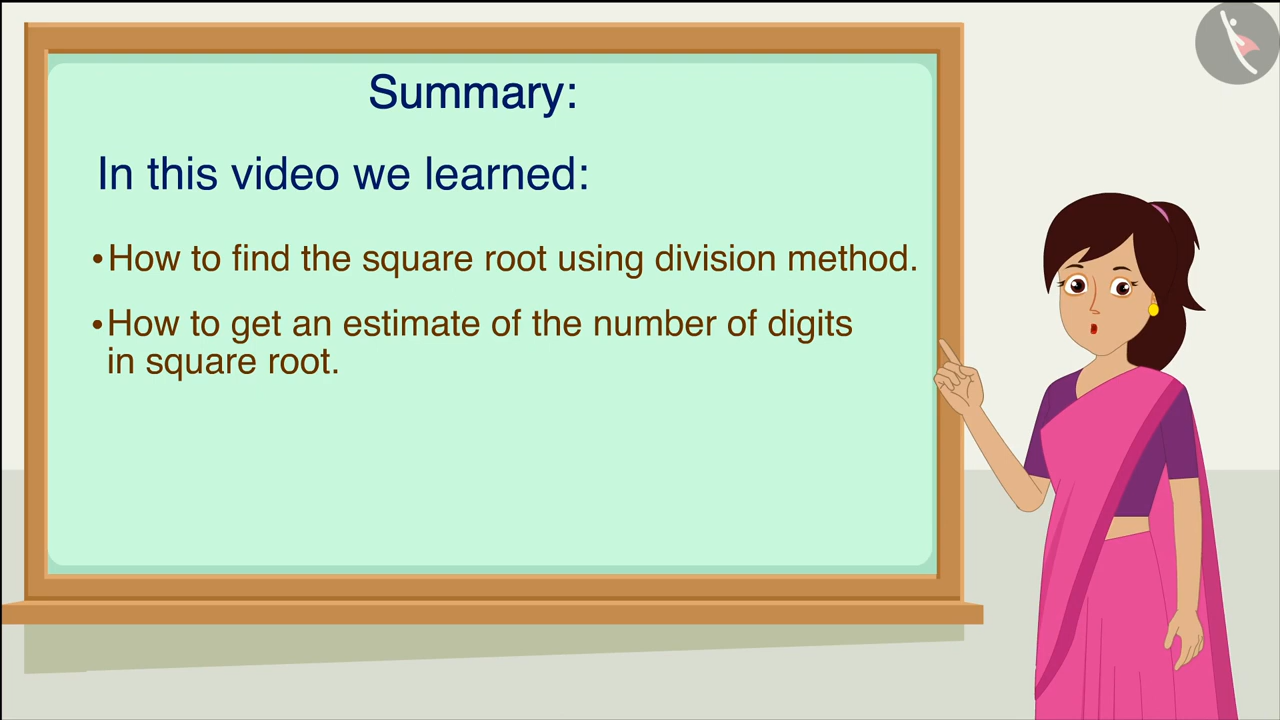 Summary:
In this video we learned:
•How to find the square root using division method.
•How to get an estimate of the number of digits
in square root.